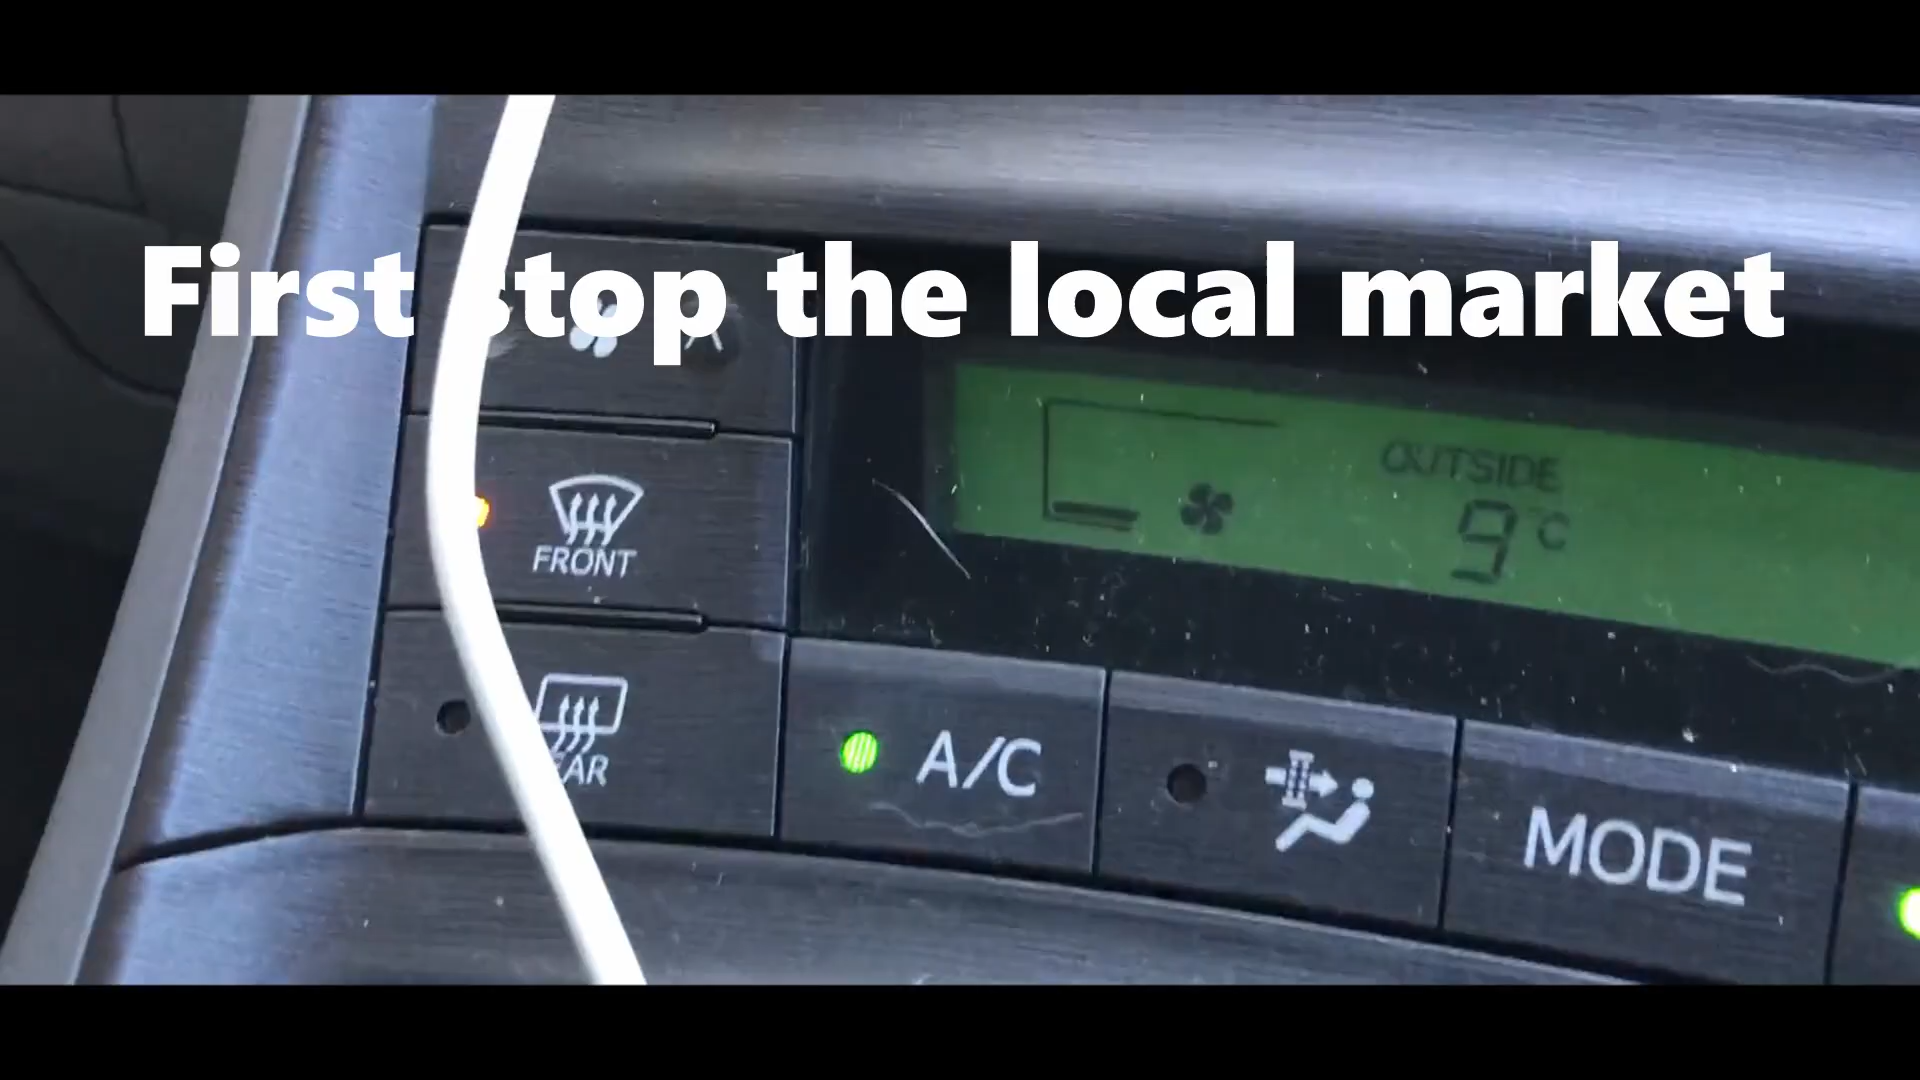 First stop the local market
OUTSIDE
9°C
FRONT
A/C
MODE